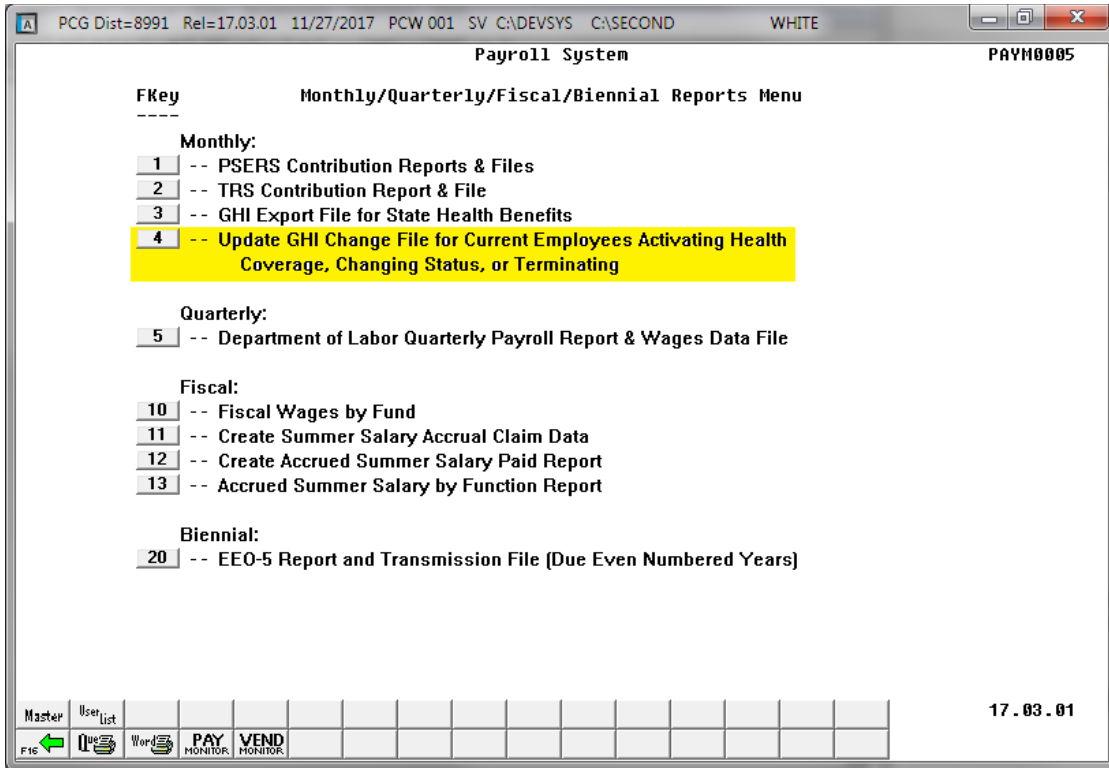 A PCG Dist=8991 Rel=17.03.01 11/27/2017 PCW 001 SV C:\DEVSYS C:\SECOND WHITE
Payroll System PAYM0005
FKey Monthly/Quarterly/Fiscal/Biennial Reports Menu
----
Monthly:
1 -- PSERS Contribution Reports & Files
2 -- TRS Contribution Report & File
3 -- GHI Export File for State Health Benefits
4 -- Update GHI Change File for Current Employees Activating Health
Coverage, Changing Status, or Terminating
Quarterly:
5 -- Department of Labor Quarterly Payroll Report & Wages Data File
Fiscal:
10 -- Fiscal Wages by Fund
11 -- Create Summer Salary Accrual Claim Data
12 -- Create Accrued Summer Salary Paid Report
13 -- Accrued Summer Salary by Function Report
Biennial:
20 -- EEO-5 Report and Transmission File (Due Even Numbered Years)
Master User List 17.03.01
F16 Que Word PAY MONITOR VEND MONITOR